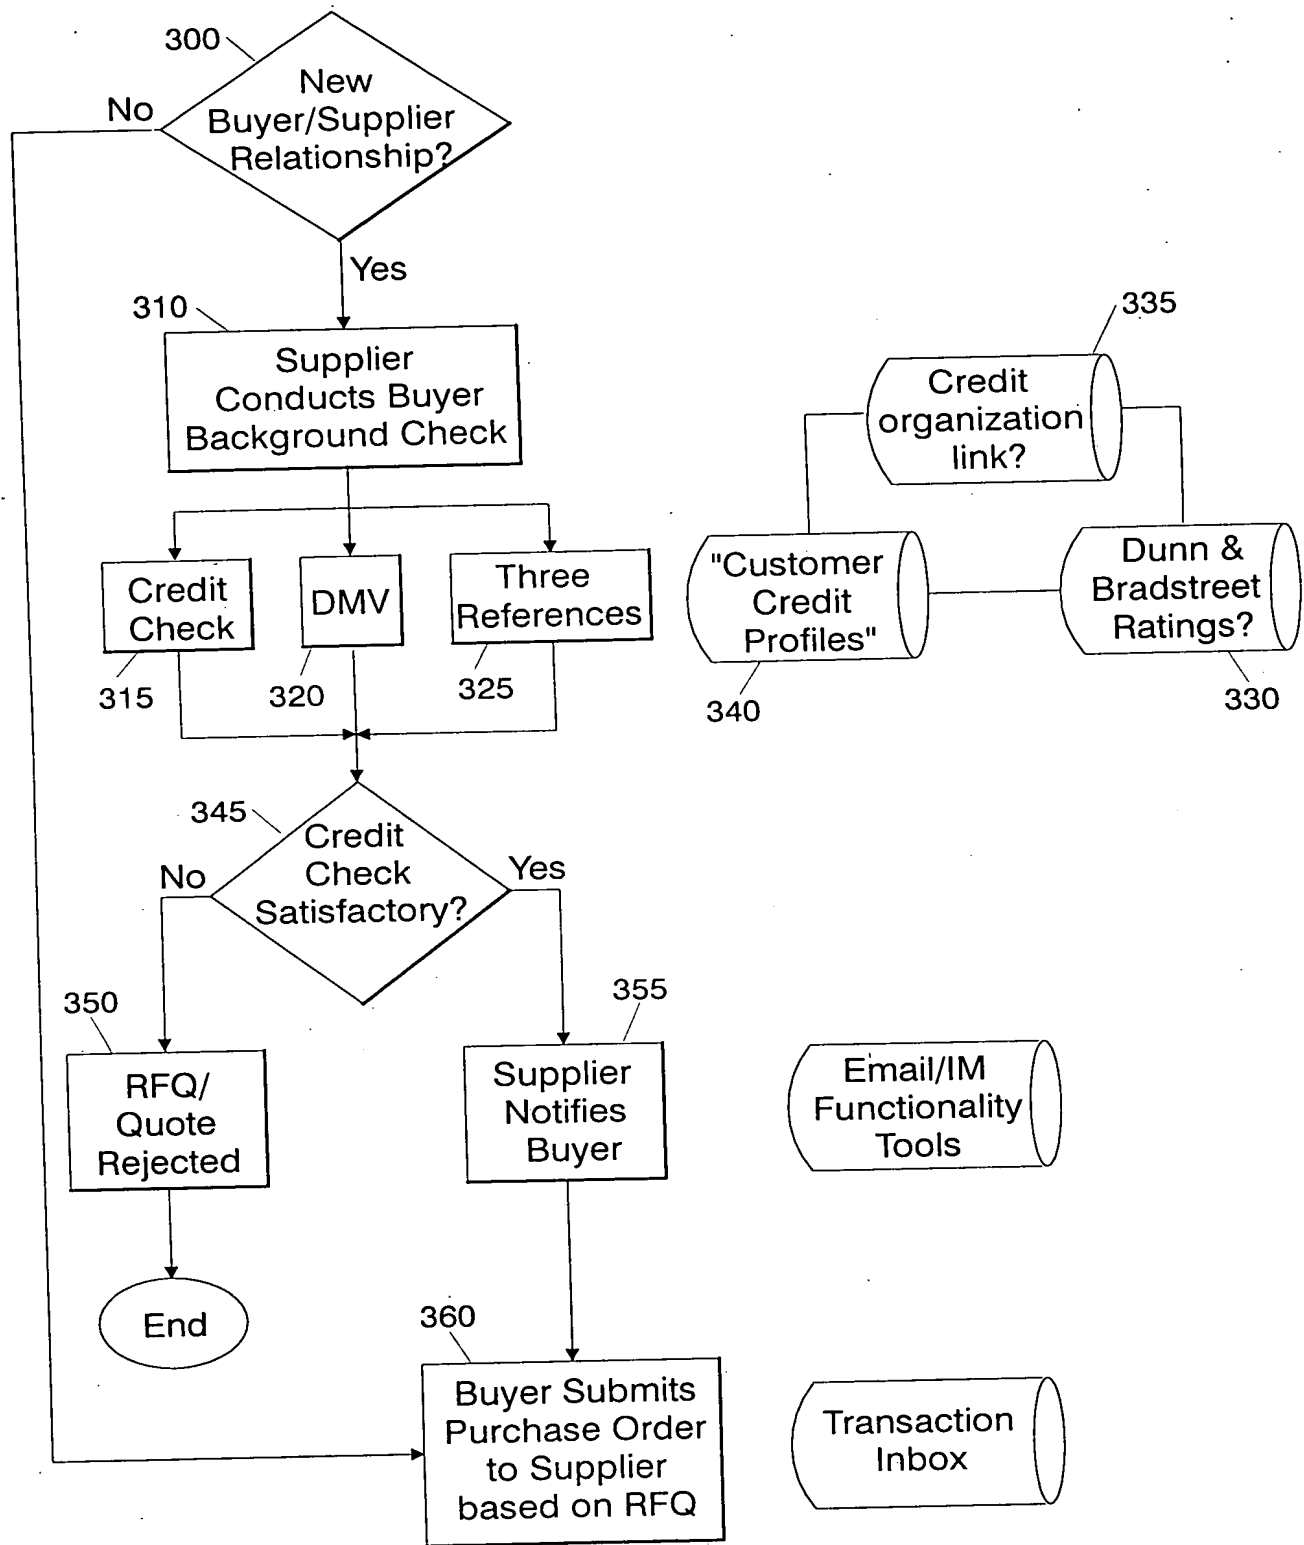 300
New
Buyer/Supplier
Relationship?
No
Yes
310
Supplier
Conducts Buyer
Background Check
335
Credit
organization
link?
Credit
Check
DMV
Three
References
"Customer
Credit
Profiles"
Dunn &
Bradstreet
Ratings?
315
320
325
340
330
345
Credit
Check
Satisfactory?
No
Yes
350
355
RFQ/
Quote
Rejected
Supplier
Notifies
Buyer
Email/IM
Functionality
Tools
End
360
Buyer Submits
Purchase Order
to Supplier
based on RFQ
Transaction
Inbox